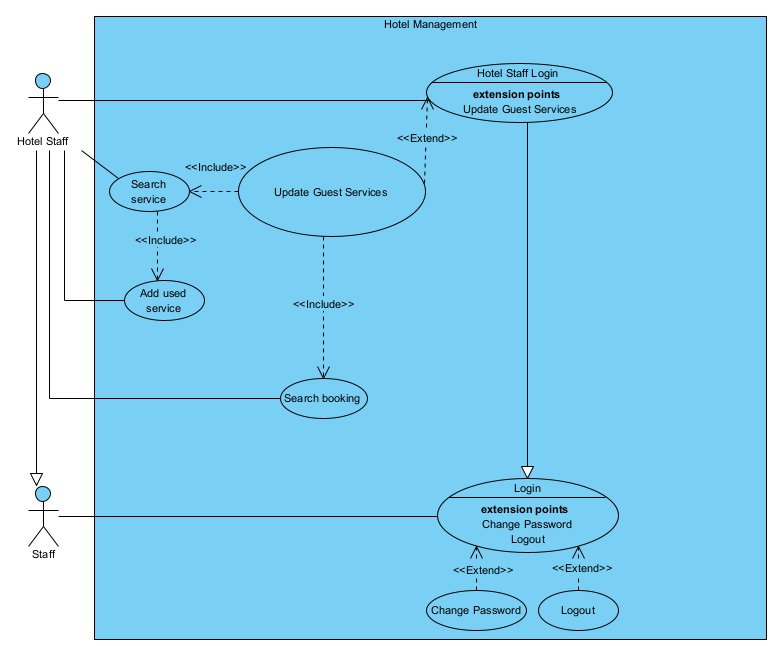 Hotel Management
Hotel Staff Login
extension points
Update Guest Services
<<Extend>>
Hotel Staff
<<Include>>
Search
service
Update Guest Services
<<Include>>
Add used
service
<<Include>>
Search booking
Login
extension points
Change Password
Logout
Staff
<<Extend>>
<<Extend>>
Change Password
Logout